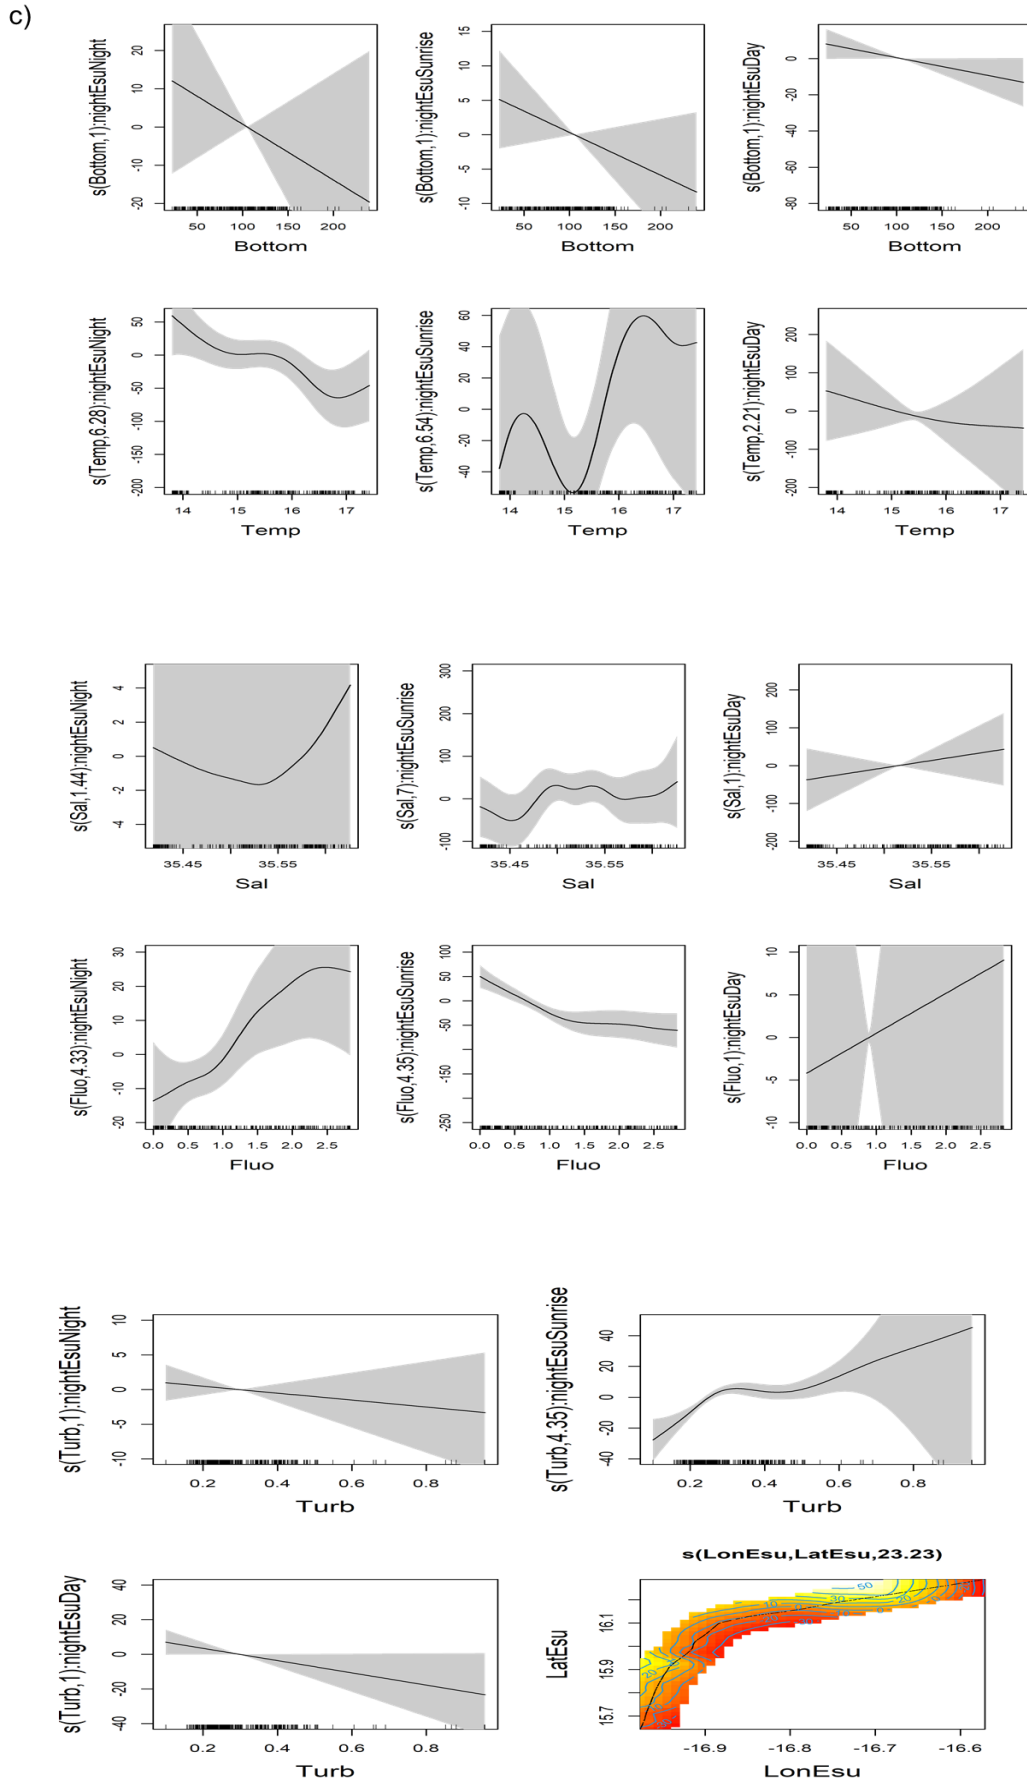 c)
s(Bottom,1):nightEsuNight
-20 -10 0 10 20
50 100 150 200
Bottom
s(Bottom,1):nightEsuSunrise
-10 -5 0 5 10 15
50 100 150 200
Bottom
s(Bottom,1):nightEsuDay
-80 -60 -40 -20 0
50 100 150 200
Bottom
s(Temp,6.28):nightEsuNight
-200 -150 -100 -50 0 50
14 15 16 17
Temp
s(Temp,6.54):nightEsuSunrise
-40 -20 0 20 40 60
14 15 16 17
Temp
s(Temp,2.21):nightEsuDay
-200 -100 0 100 200
14 15 16 17
Temp
s(Sal,1.44):nightEsuNight
-4 -2 0 2 4
35.45 35.55
Sal
s(Sal,7):nightEsuSunrise
-100 0 100 200 300
35.45 35.55
Sal
s(Sal,1):nightEsuDay
-200 -100 0 100 200
35.45 35.55
Sal
s(Fluo,4.33):nightEsuNight
-20 -10 0 10 20 30
0.0 0.5 1.0 1.5 2.0 2.5
Fluo
s(Fluo,4.35):nightEsuSunrise
-250 -150 -50 0 50 100
0.0 0.5 1.0 1.5 2.0 2.5
Fluo
s(Fluo,1):nightEsuDay
-10 -5 0 5 10
0.0 0.5 1.0 1.5 2.0 2.5
Fluo
s(Turb,1):nightEsuNight
-10 -5 0 5 10
0.2 0.4 0.6 0.8
Turb
s(Turb,4.35):nightEsuSunrise
-40 -20 0 20 40
0.2 0.4 0.6 0.8
Turb
s(Turb,1):nightEsuDay
-40 -20 0 20 40
0.2 0.4 0.6 0.8
Turb
s(LonEsu,LatEsu,23.23)
LatEsu
15.7 15.9 16.1
50
30
10
0
20
-16.9 -16.8 -16.7 -16.6
LonEsu